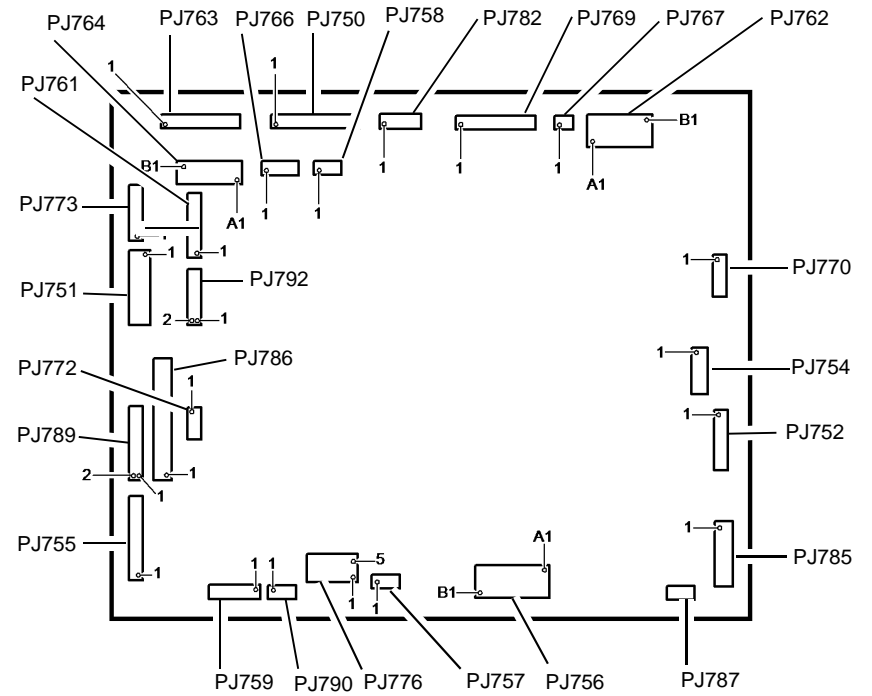 PJ764 PJ763 PJ766 PJ750 PJ758 PJ782 PJ769 PJ767 PJ762
PJ761 1 1
B1
1 1 1
B1 A1
PJ773 1 1 A1
1
1 1
PJ751 PJ792 PJ770
2 1
PJ772 PJ786 1 PJ754
1
PJ789 1 PJ752
2 1
1
PJ755 1 PJ785
1 1 1 5 A1
1 1 B1
PJ759 PJ790 PJ776 PJ757 PJ756 PJ787